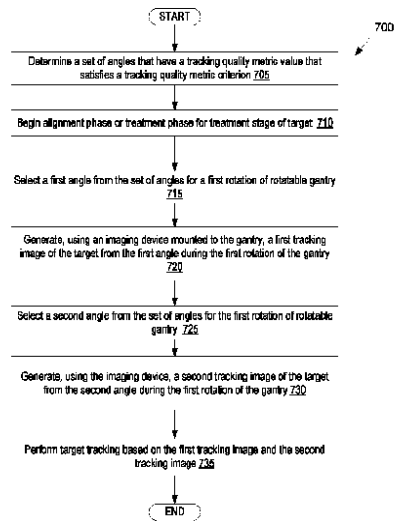 START
700
Determine a set of angles that have a tracking quality metric value that
satisfies a tracking quality metric criterion 705
Begin alignment phase or treatment phase for treatment stage of target 710
Select a first angle from the set of angles for a first rotation of rotatable gantry
715
Generate, using an imaging device mounted to the gantry, a first tracking
image of the target from the first angle during the first rotation of the gantry
720
Select a second angle from the set of angles for the first rotation of rotatable
gantry 725
Generate, using the imaging device, a second tracking image of the target
from the second angle during the first rotation of the gantry 730
Perform target tracking based on the first tracking image and the second
tracking image 735
END